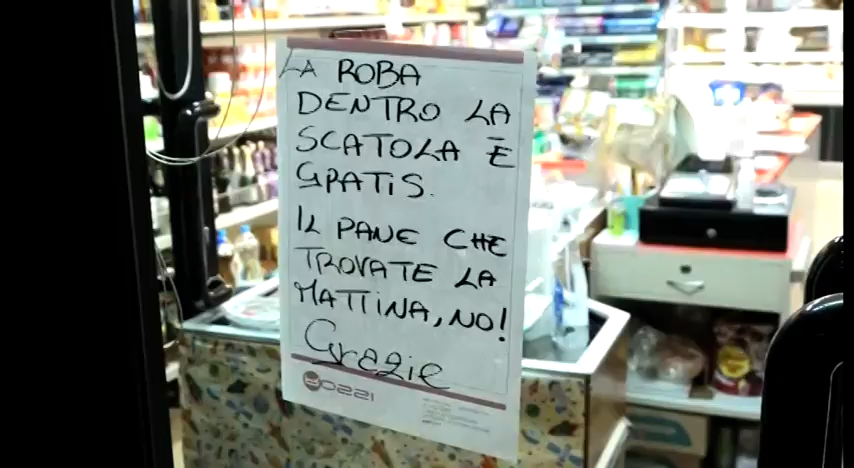 LA ROBA
DENTRO LA
SCATOLA È
GRATIS.
IL PANE CHE
TROVATE LA
MATTINA, NO!
Grazie